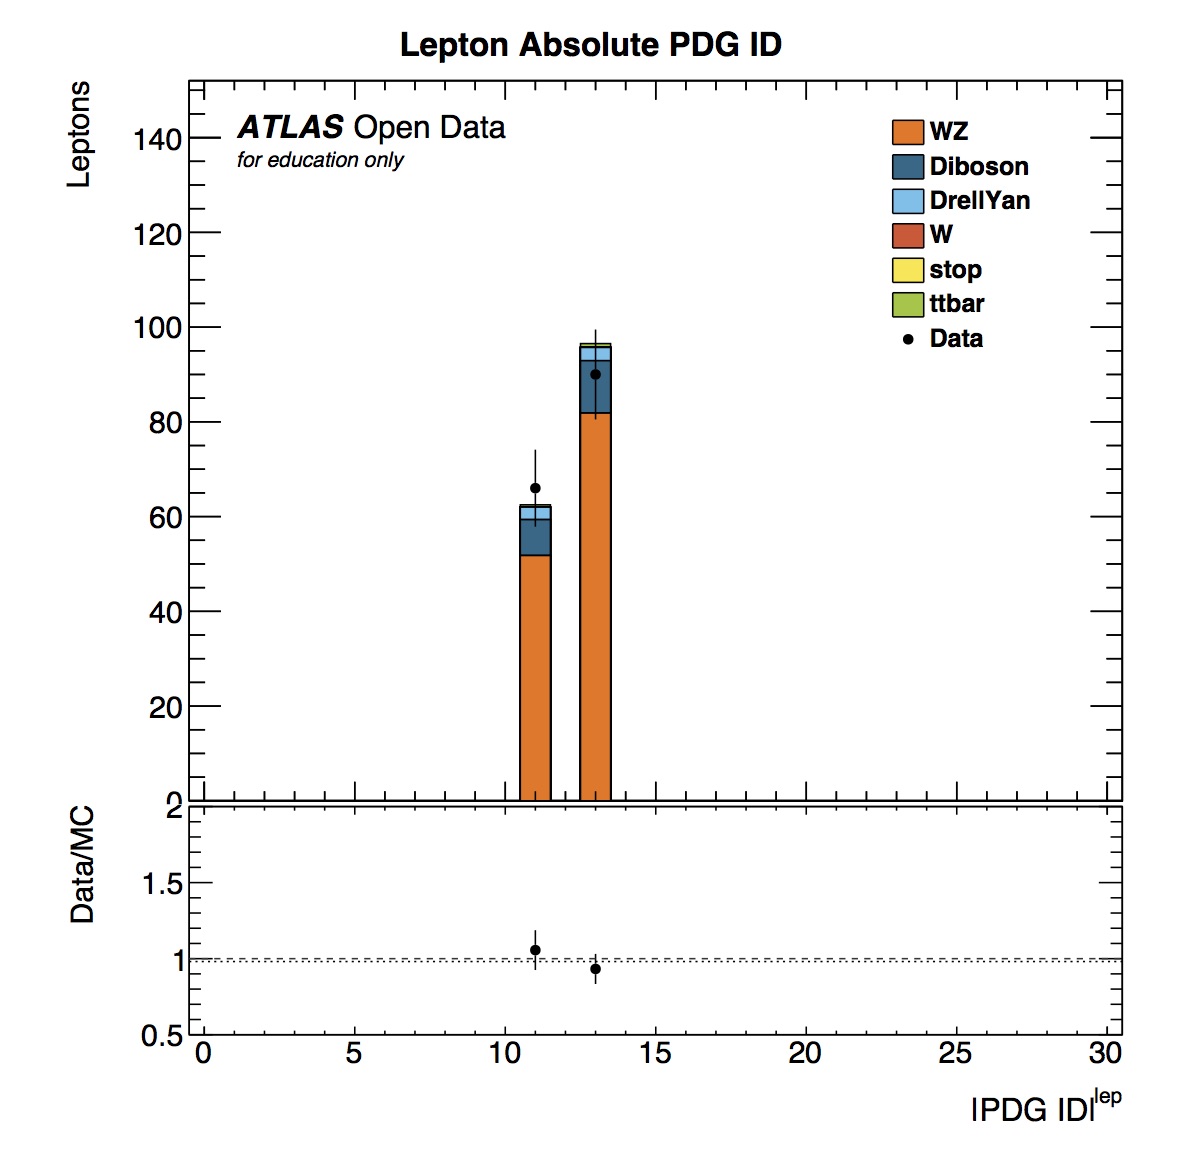 Lepton Absolute PDG ID
Leptons
ATLAS Open Data
for education only
WZ
Diboson
DrellYan
W
stop
ttbar
Data
140
120
100
80
60
40
20
0
Data/MC
2
1.5
1
0.5
0 5 10 15 20 25 30
|PDG ID|lep